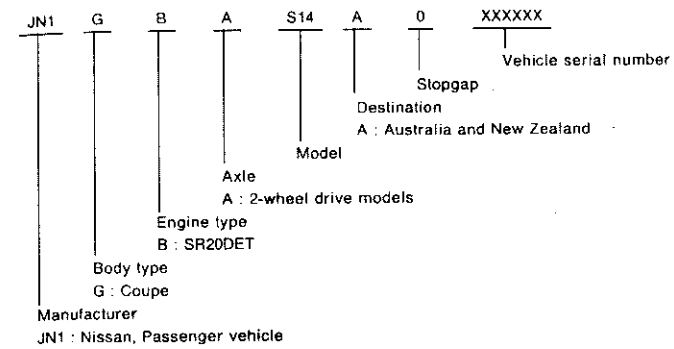 JN1 G B A S14 A 0 XXXXXX
Vehicle serial number
Stopgap
Destination
A : Australia and New Zealand
Model
Axle
A : 2-wheel drive models
Engine type
B : SR20DET
Body type
G : Coupe
Manufacturer
JN1 : Nissan, Passenger vehicle